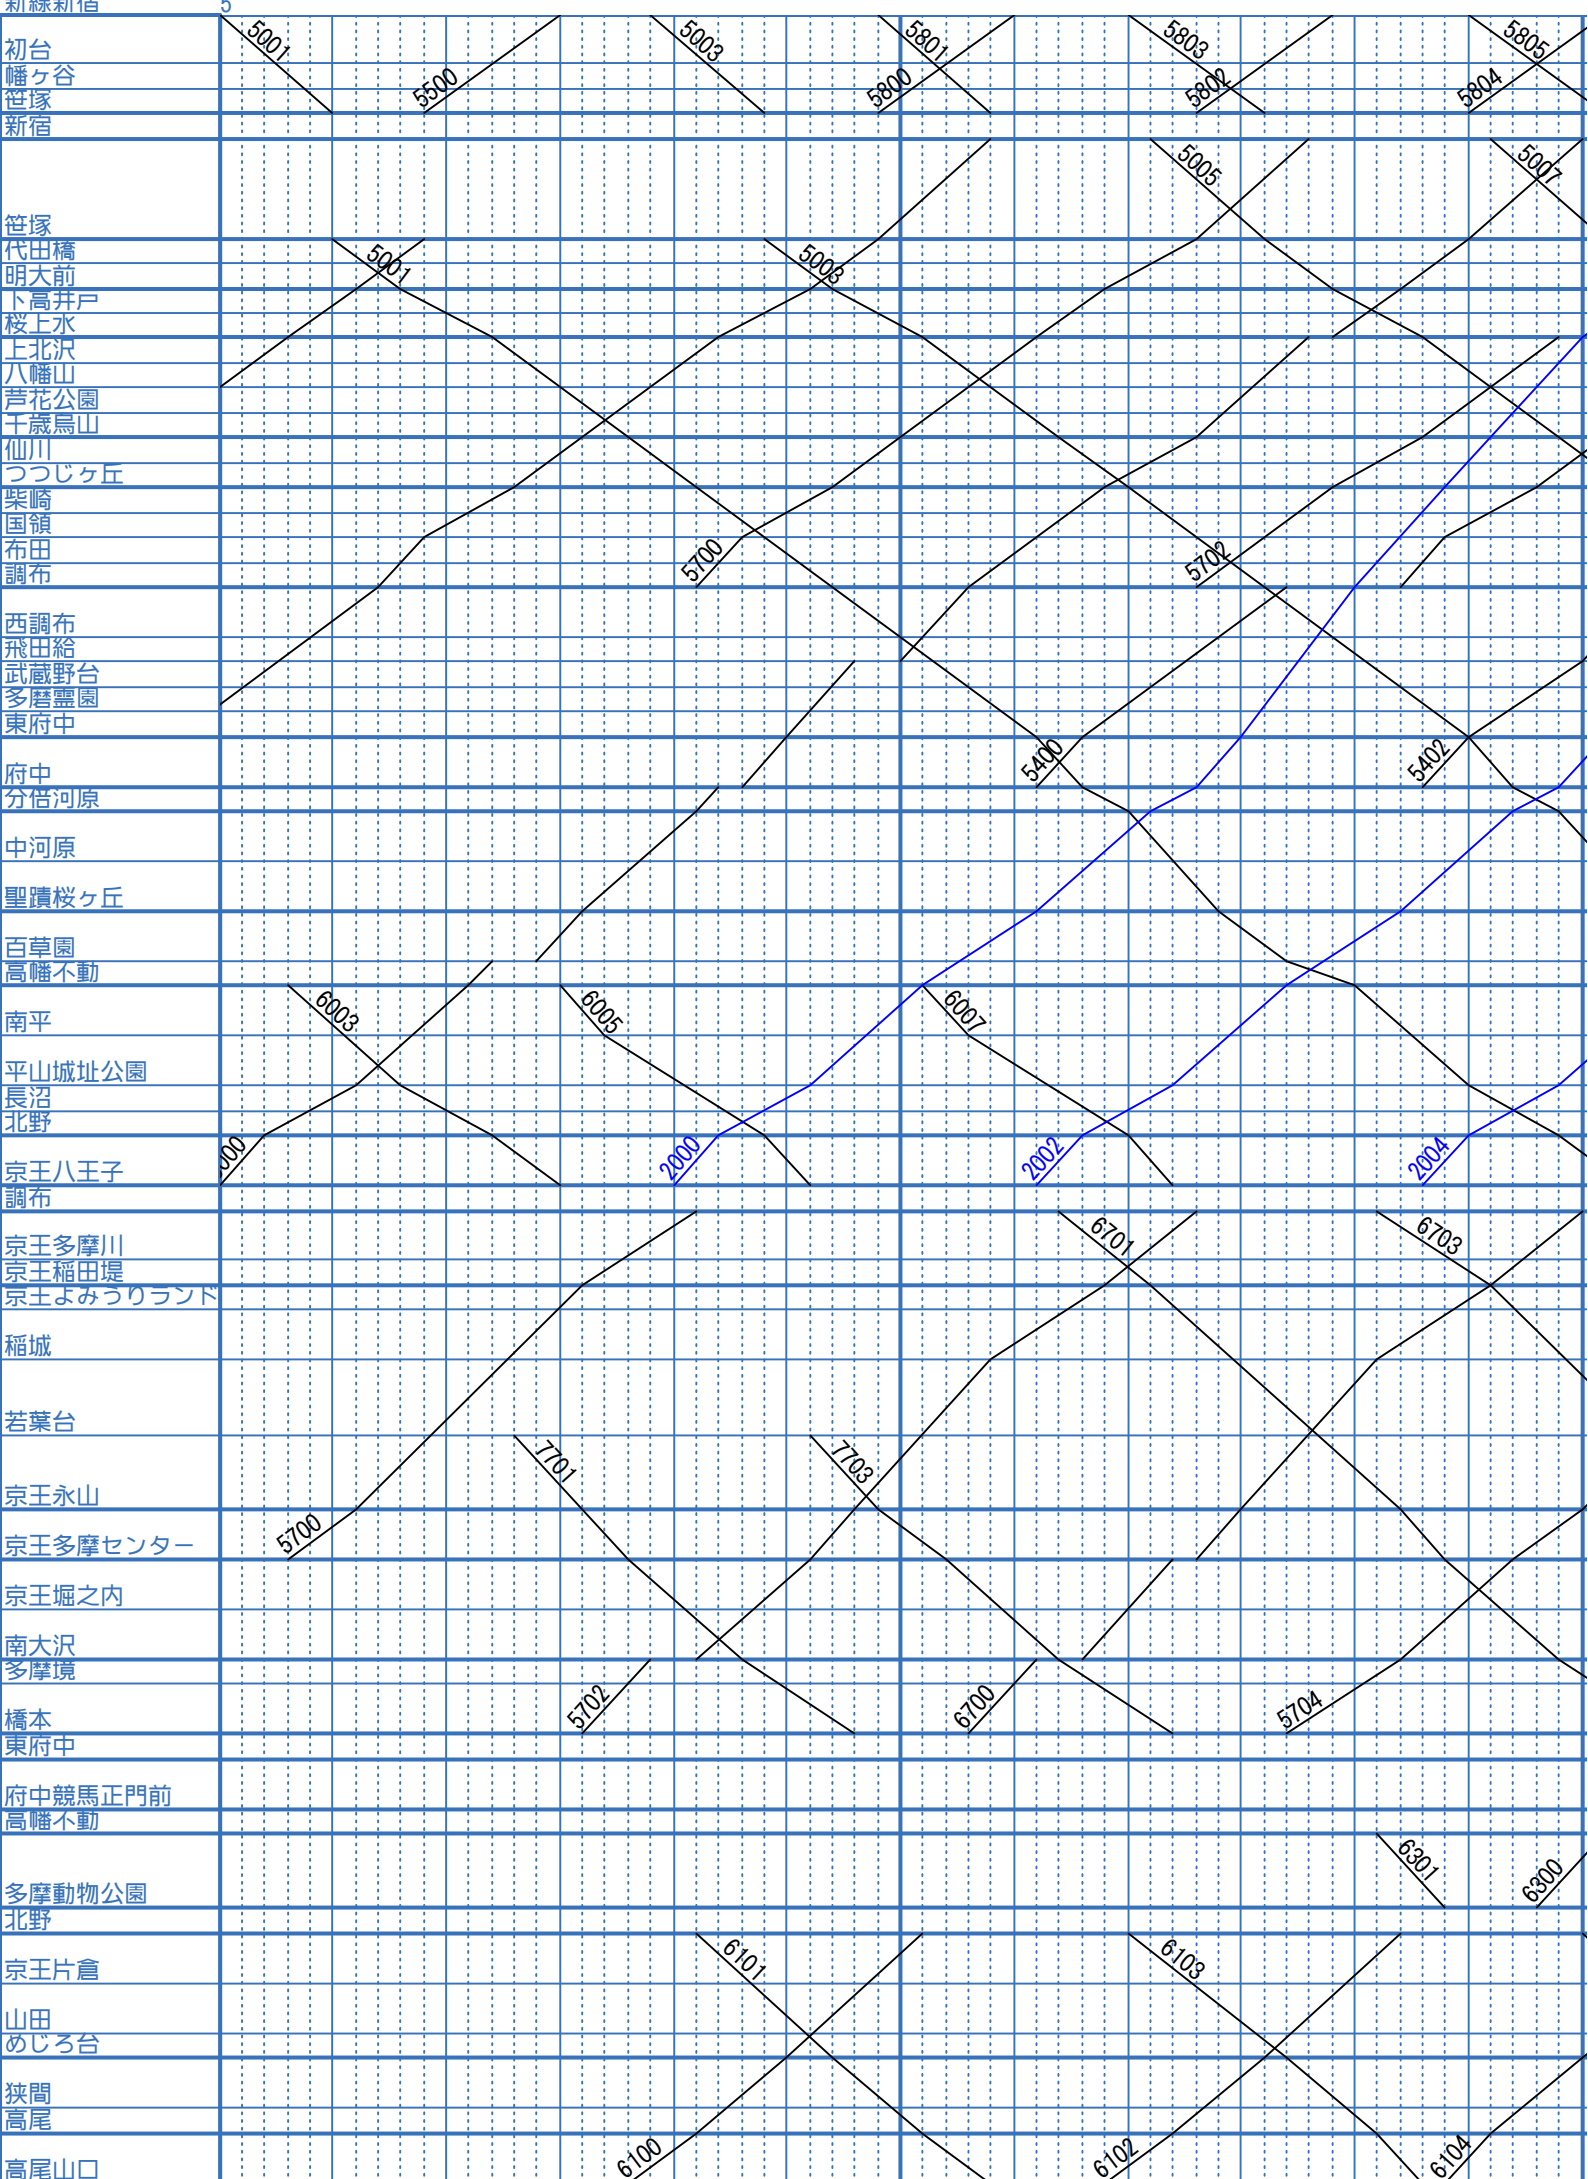 新線新宿 5
初台 5001 5003 5801 5803 5805
幡ヶ谷
笹塚 5500 5800 5802 5804
新宿
5005 5007
笹塚
代田橋
明大前 5001 5003
下高井戸
桜上水
上北沢
八幡山
芦花公園
千歳烏山
仙川
つつじヶ丘
柴崎
国領
布田 5700 5702
調布
西調布
飛田給
武蔵野台
多磨霊園
東府中
府中 5400 5402
分倍河原
中河原
聖蹟桜ヶ丘
百草園
高幡不動
南平 6003 6005 6007
平山城址公園
長沼
北野
京王八王子 000 2000 2002 2004
調布
京王多摩川 6701 6703
京王稲田堤
京王よみうりランド
稲城
若葉台
7701 7703
京王永山
京王多摩センター 5700
京王堀之内
南大沢
多摩境
橋本 5702 6700 5704
東府中
府中競馬正門前
高幡不動
6301 6300
多摩動物公園
北野
京王片倉 6101 6103
山田
めじろ台
狭間
高尾
高尾山口 6100 6102 6104